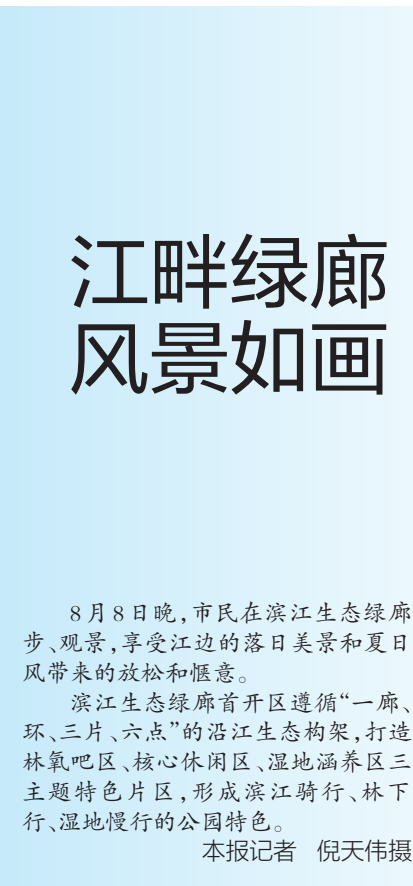 江畔绿廊
风景如画
8月8日晚，市民在滨江生态绿廊
步、观景，享受江边的落日美景和夏日
风带来的放松和惬意。
滨江生态绿廊首开区遵循“一廊、
环、三片、六点”的沿江生态构架，打造
林氧吧区、核心休闲区、湿地涵养区三
主题特色片区，形成滨江骑行、林下
行、湿地慢行的公园特色。
本报记者 倪天伟摄